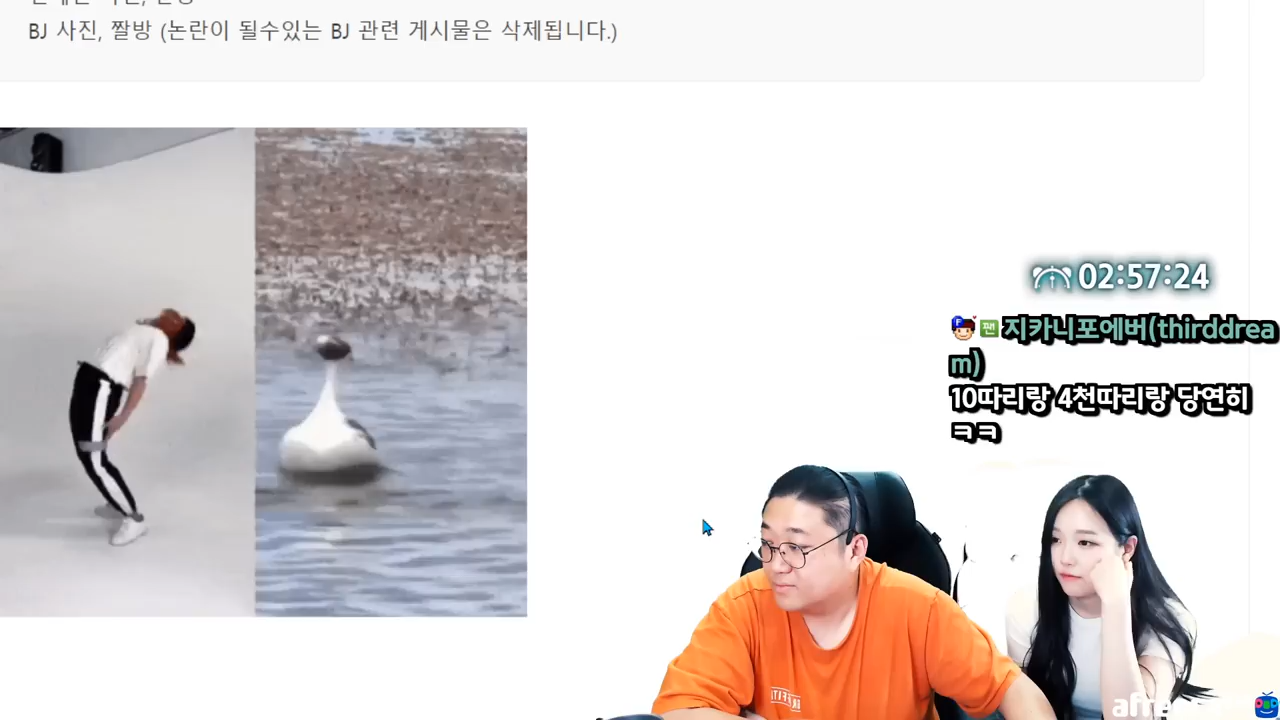 BJ 사진, 짤방 (논란이 될수있는 BJ 관련 게시물은 삭제됩니다.)
02:57:24
F 팬 지카니포에버(thirddrea
m)
10따리랑 4천따리랑 당연히
ㅋㅋ